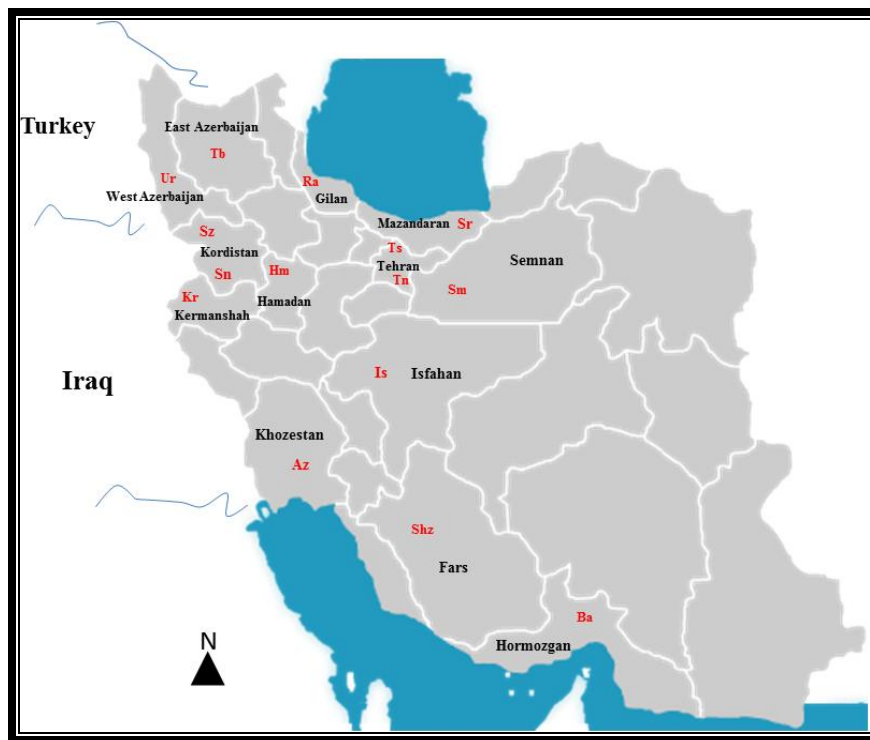 Turkey
East Azerbaijan
Tb
Ur
West Azerbaijan
Ra
Gilan
Mazandaran
Sr
Sz
Kordistan
Ts
Tehran
Tn
Semnan
Sn
Hm
Sm
Kr
Hamadan
Kermanshah
Iraq
Is
Isfahan
Khozestan
Az
Shz
Fars
Ba
Hormozgan
N